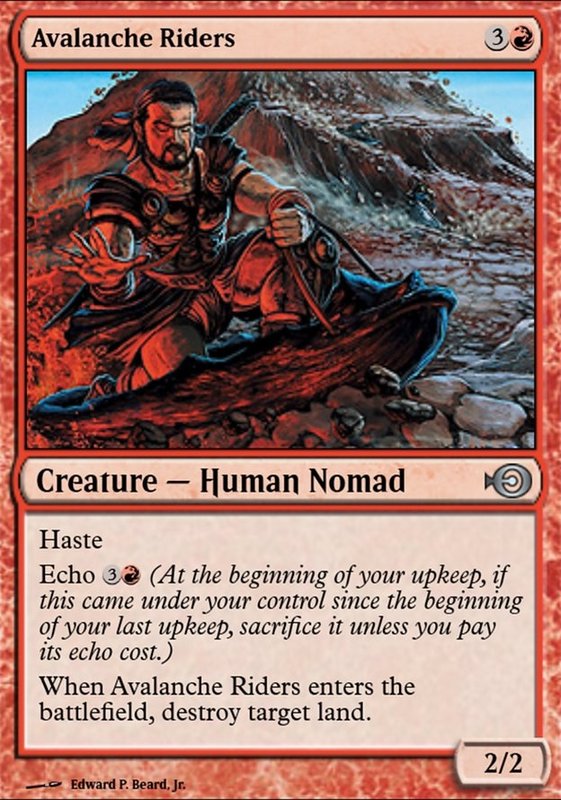 Avalanche Riders 3
Creature — Human Nomad
Haste
Echo 3 (At the beginning of your upkeep, if
this came under your control since the beginning
of your last upkeep, sacrifice it unless you pay
its echo cost.)
When Avalanche Riders enters the
battlefield, destroy target land.
2/2
Edward P. Beard, Jr.